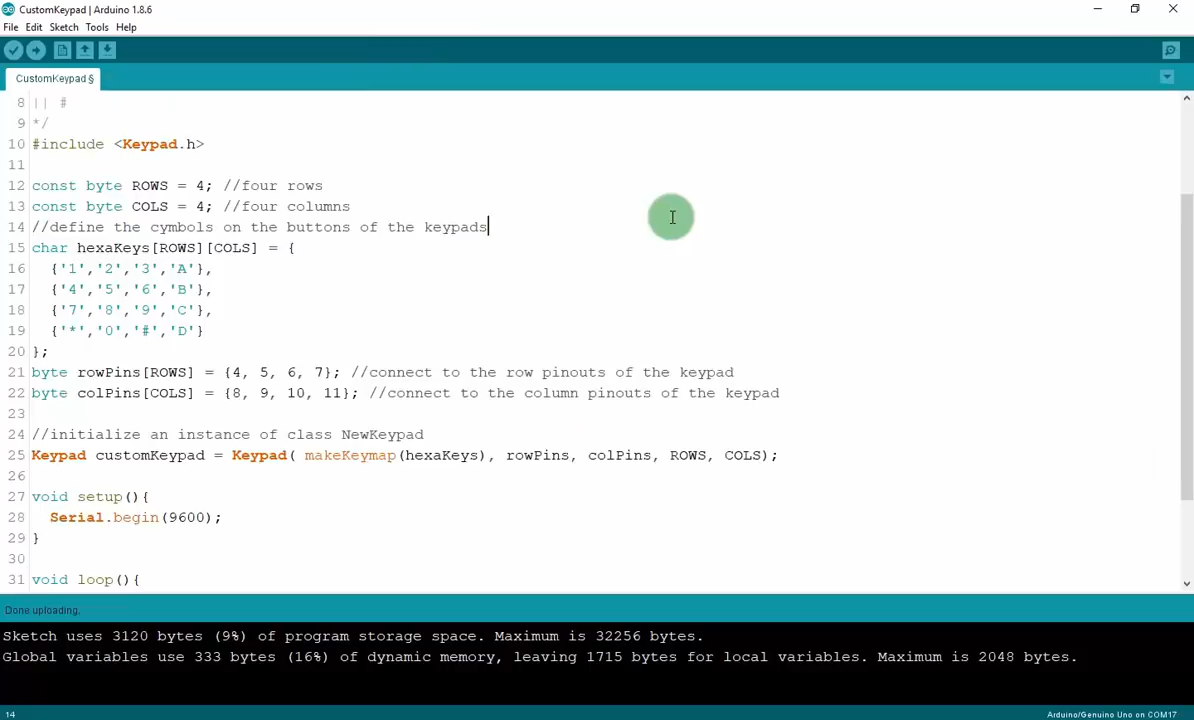 CustomKeypad | Arduino 1.8.6
File Edit Sketch Tools Help
CustomKeypad §
8 || #
9 */
10 #include <Keypad.h>
11
12 const byte ROWS = 4; //four rows
13 const byte COLS = 4; //four columns
14 //define the cymbols on the buttons of the keypads
15 char hexaKeys[ROWS][COLS] = {
16   {'1','2','3','A'},
17   {'4','5','6','B'},
18   {'7','8','9','C'},
19   {'*','0','#','D'}
20 };
21 byte rowPins[ROWS] = {4, 5, 6, 7}; //connect to the row pinouts of the keypad
22 byte colPins[COLS] = {8, 9, 10, 11}; //connect to the column pinouts of the keypad
23
24 //initialize an instance of class NewKeypad
25 Keypad customKeypad = Keypad( makeKeymap(hexaKeys), rowPins, colPins, ROWS, COLS);
26
27 void setup(){
28   Serial.begin(9600);
29 }
30
31 void loop(){
Done uploading.
Sketch uses 3120 bytes (9%) of program storage space. Maximum is 32256 bytes.
Global variables use 333 bytes (16%) of dynamic memory, leaving 1715 bytes for local variables. Maximum is 2048 bytes.
14 Arduino/Genuino Uno on COM17